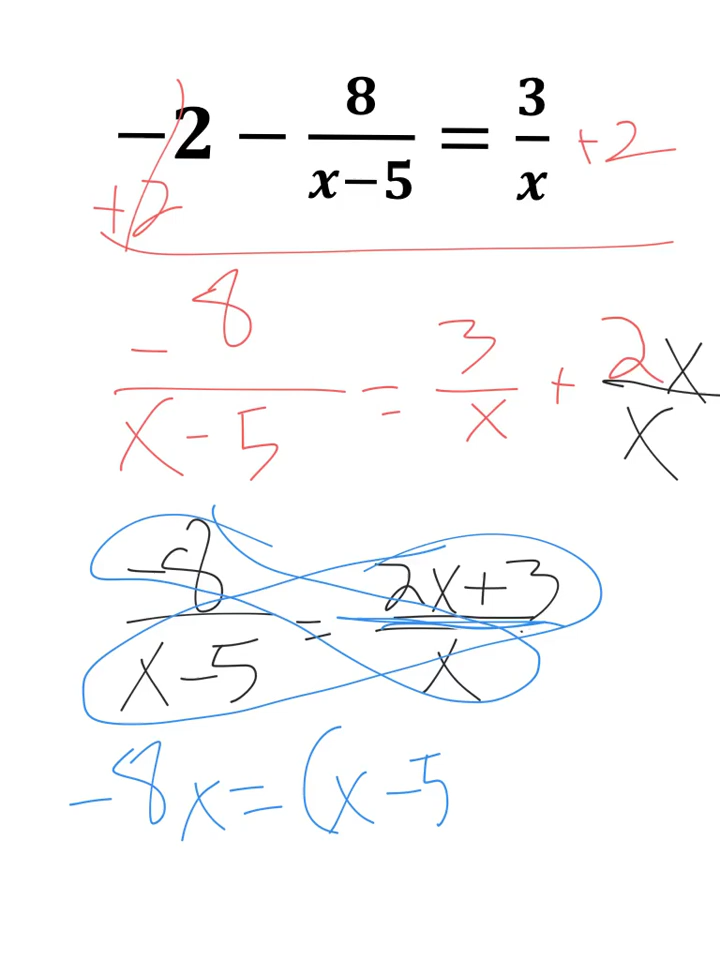 -2 - 8/(x-5) = 3/x +2
+2
-8/(x-5) = 3/x + 2x/x
-8/(x-5) = (2x+3)/x
-8x = (x-5